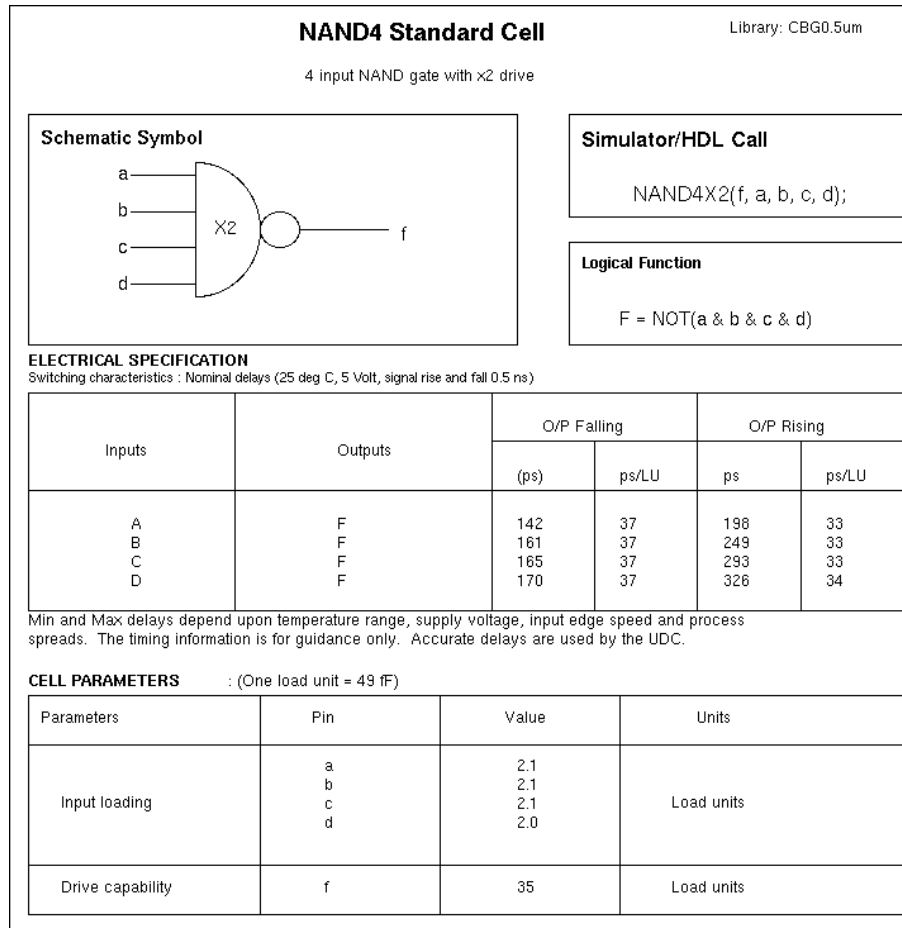 NAND4 Standard Cell
Library: CBG0.5um
4 input NAND gate with x2 drive
Schematic Symbol
a
b
c
d
X2
f
Simulator/HDL Call
NAND4X2(f, a, b, c, d);
Logical Function
F = NOT(a & b & c & d)
ELECTRICAL SPECIFICATION
Switching characteristics : Nominal delays (25 deg C, 5 Volt, signal rise and fall 0.5 ns)
Inputs Outputs O/P Falling O/P Rising
(ps) ps/LU ps ps/LU
A F 142 37 198 33
B F 161 37 249 33
C F 165 37 293 33
D F 170 37 326 34
Min and Max delays depend upon temperature range, supply voltage, input edge speed and process
spreads. The timing information is for guidance only. Accurate delays are used by the UDC.
CELL PARAMETERS : (One load unit = 49 fF)
Parameters Pin Value Units
Input loading
a 2.1
b 2.1
c 2.1
d 2.0
Load units
Drive capability f 35 Load units